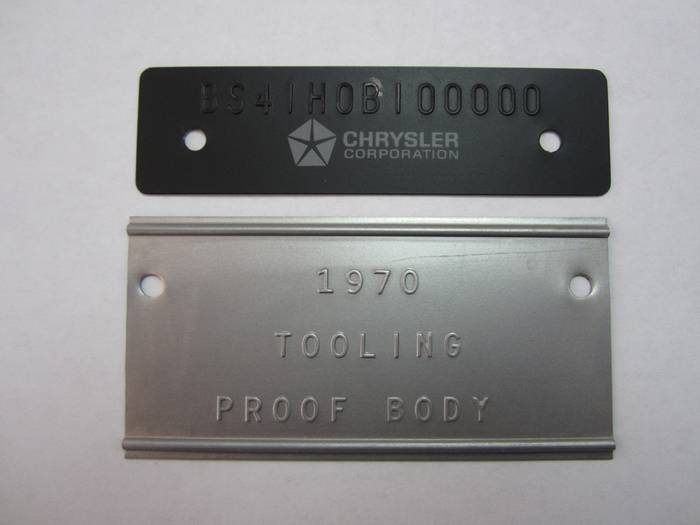 BS41H0B100000
CHRYSLER
CORPORATION
1970
TOOLING
PROOF BODY